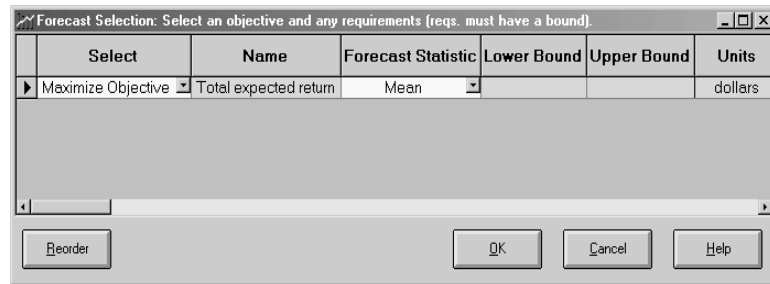 Forecast Selection: Select an objective and any requirements (reqs. must have a bound).
Select Name Forecast Statistic Lower Bound Upper Bound Units
Maximize Objective Total expected return Mean dollars
Reorder OK Cancel Help